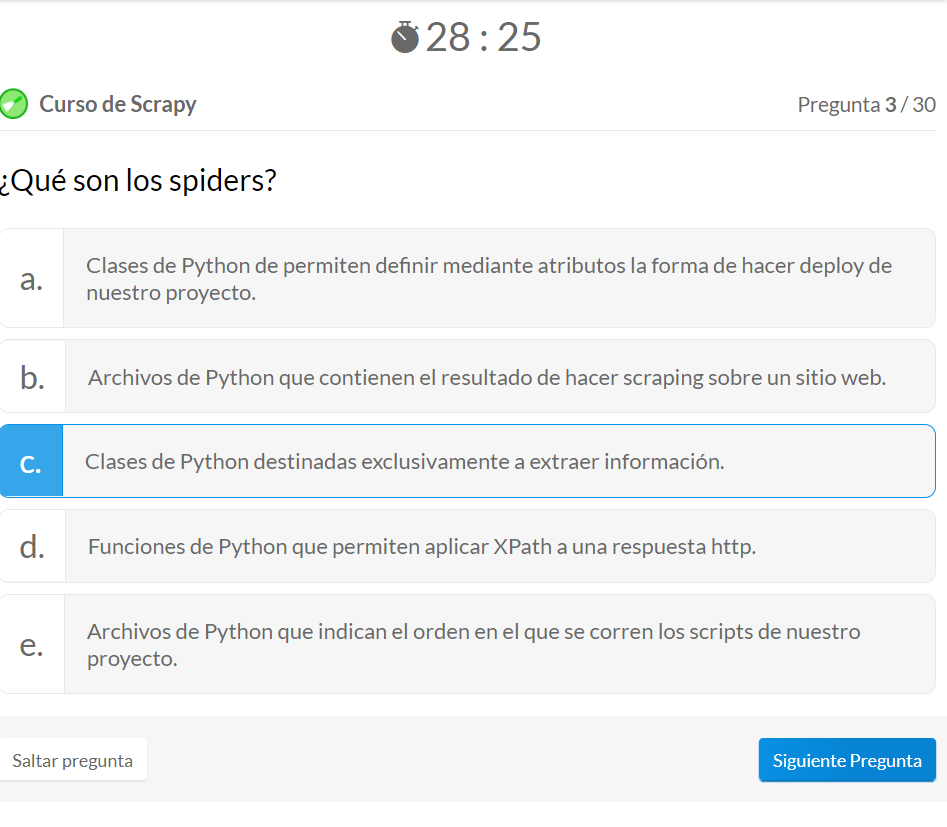 28 : 25
Curso de Scrapy
Pregunta 3 / 30
¿Qué son los spiders?
a.
Clases de Python de permiten definir mediante atributos la forma de hacer deploy de
nuestro proyecto.
b.
Archivos de Python que contienen el resultado de hacer scraping sobre un sitio web.
c.
Clases de Python destinadas exclusivamente a extraer información.
d.
Funciones de Python que permiten aplicar XPath a una respuesta http.
e.
Archivos de Python que indican el orden en el que se corren los scripts de nuestro
proyecto.
Saltar pregunta
Siguiente Pregunta